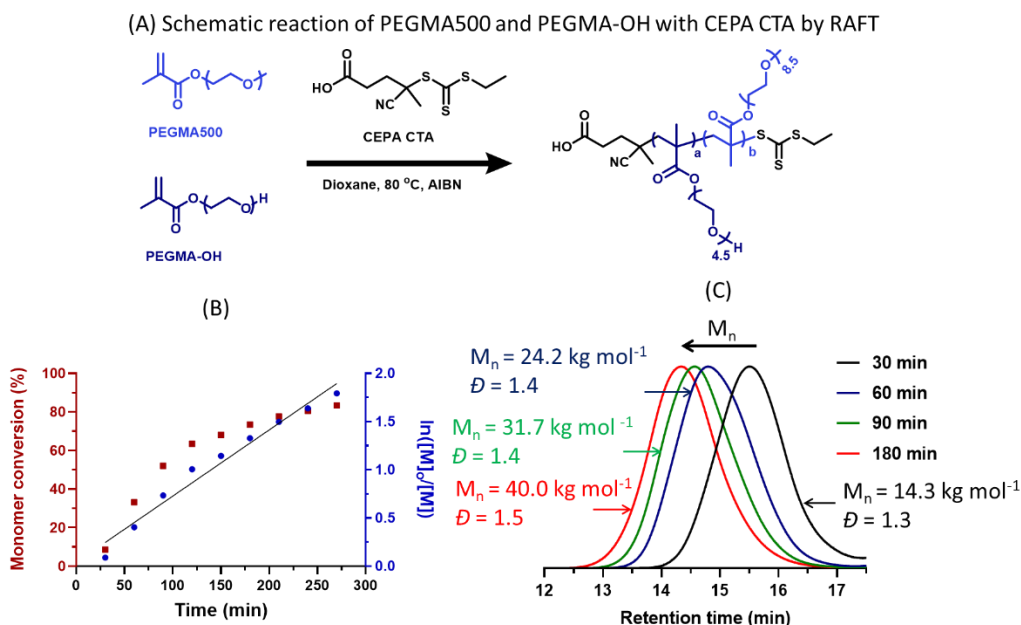 (A) Schematic reaction of PEGMA500 and PEGMA-OH with CEPA CTA by RAFT
O
O
O
PEGMA500
O
O
O
H
PEGMA-OH
O
HO
NC
S
S
S
CEPA CTA
Dioxane, 80 °C, AIBN
O
8.5
O
O
O
HO
NC
a
b
S
S
S
O
O
O
H
4.5
(B)
Monomer conversion (%)
100
80
60
40
20
0
2.0
1.5
1.0
0.5
0.0
ln([M]o/[M])
0 50 100 150 200 250 300
Time (min)
(C)
Mn
Mn = 24.2 kg mol-1
Đ = 1.4
Mn = 31.7 kg mol-1
Đ = 1.4
Mn = 40.0 kg mol-1
Đ = 1.5
30 min
60 min
90 min
180 min
Mn = 14.3 kg mol-1
Đ = 1.3
12 13 14 15 16 17
Retention time (min)